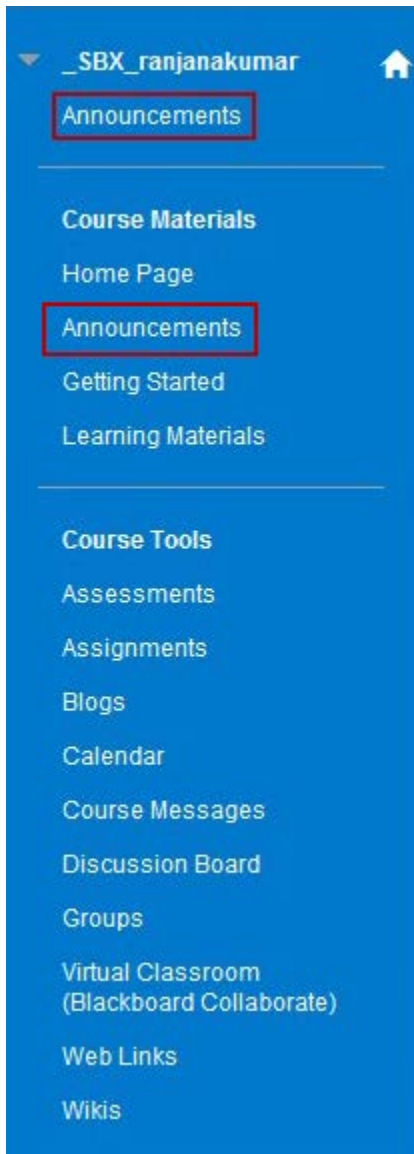 _SBX_ranjanakumar
Announcements
Course Materials
Home Page
Announcements
Getting Started
Learning Materials
Course Tools
Assessments
Assignments
Blogs
Calendar
Course Messages
Discussion Board
Groups
Virtual Classroom
(Blackboard Collaborate)
Web Links
Wikis